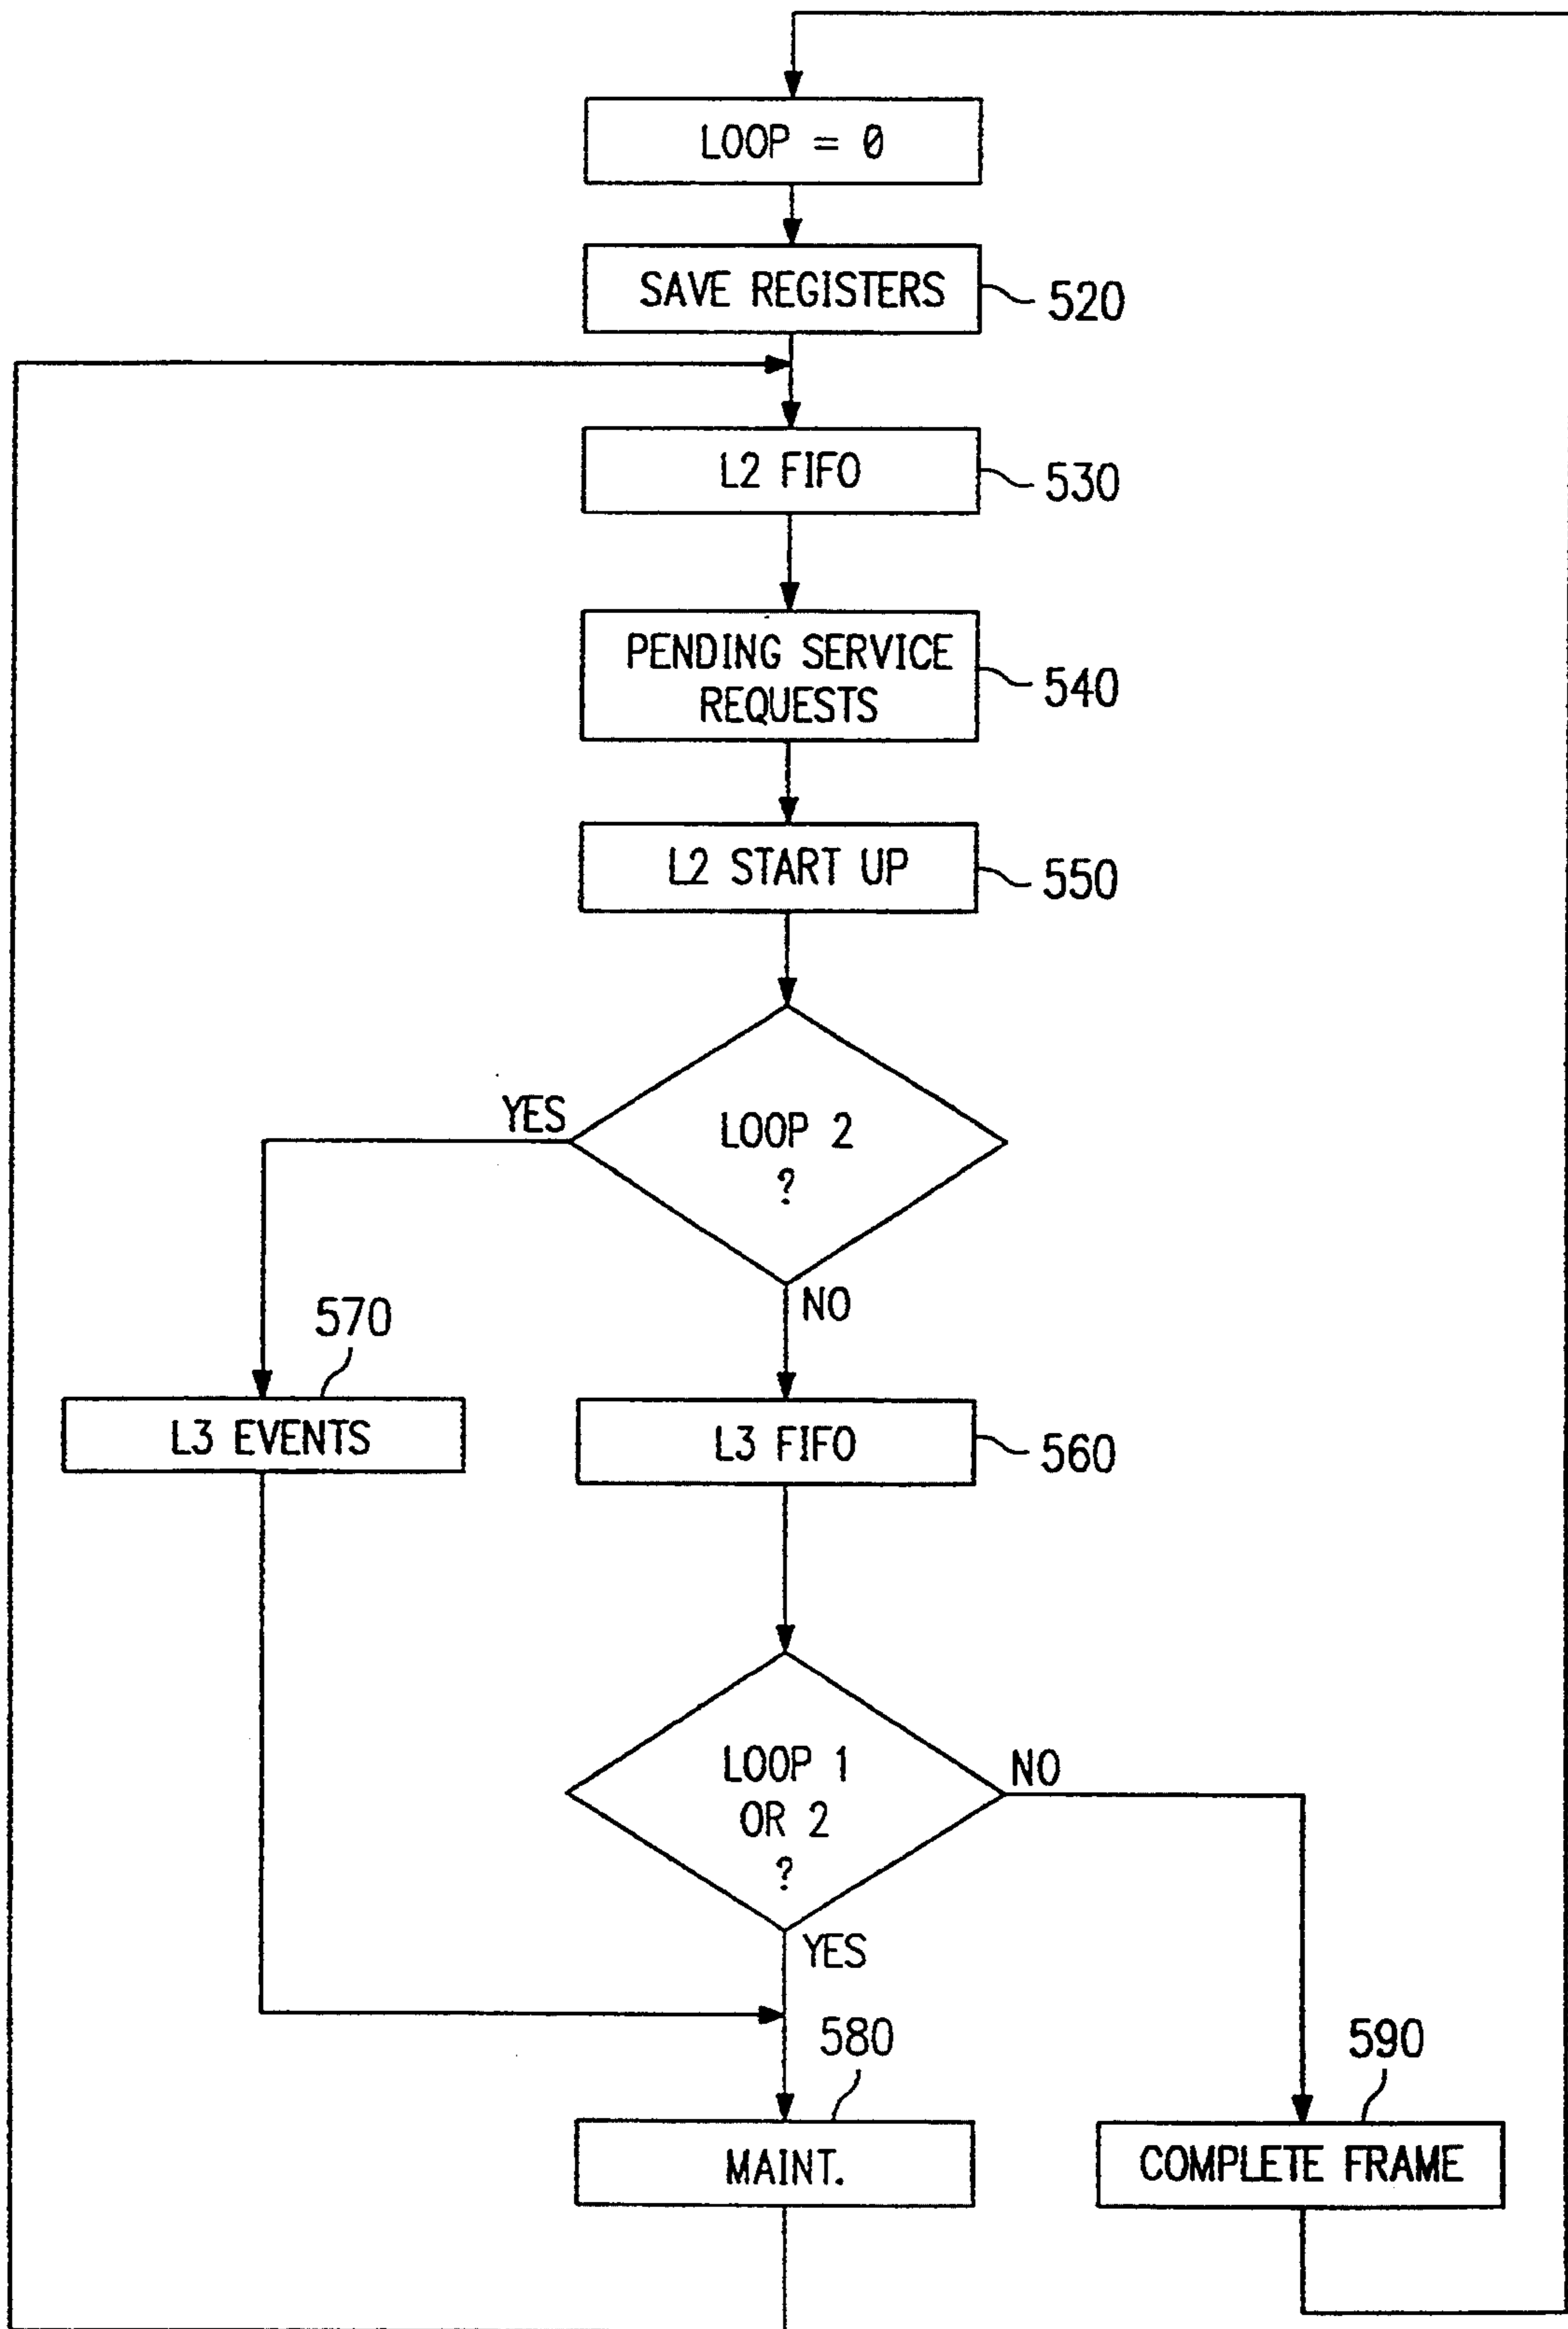 LOOP = 0
SAVE REGISTERS
520
L2 FIFO
530
PENDING SERVICE
REQUESTS
540
L2 START UP
550
YES
LOOP 2
?
NO
570
L3 EVENTS
L3 FIFO
560
LOOP 1
OR 2
?
NO
YES
580
590
MAINT.
COMPLETE FRAME